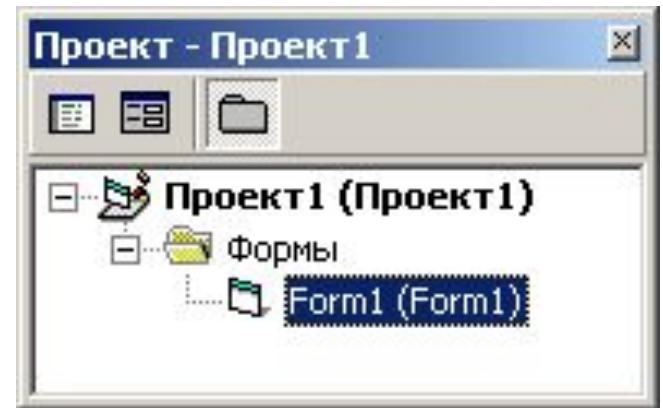 Проект - Проект1
Проект1 (Проект1)
Формы
Form1 (Form1)